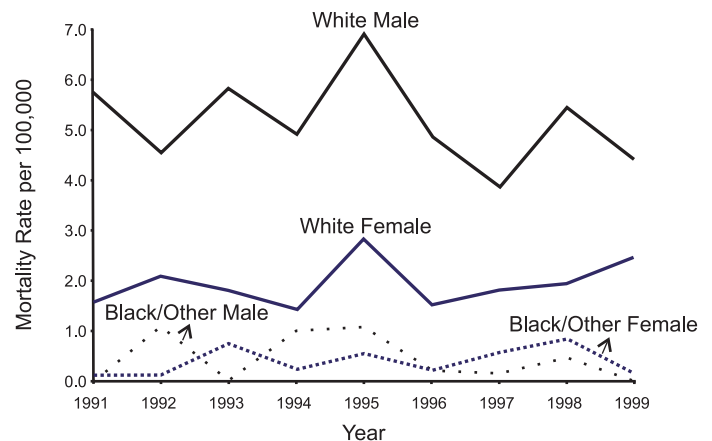 White Male
7.0
6.0
5.0
4.0
3.0
2.0
1.0
0.0
Mortality Rate per 100,000
White Female
Black/Other Male
Black/Other Female
1991 1992 1993 1994 1995 1996 1997 1998 1999
Year